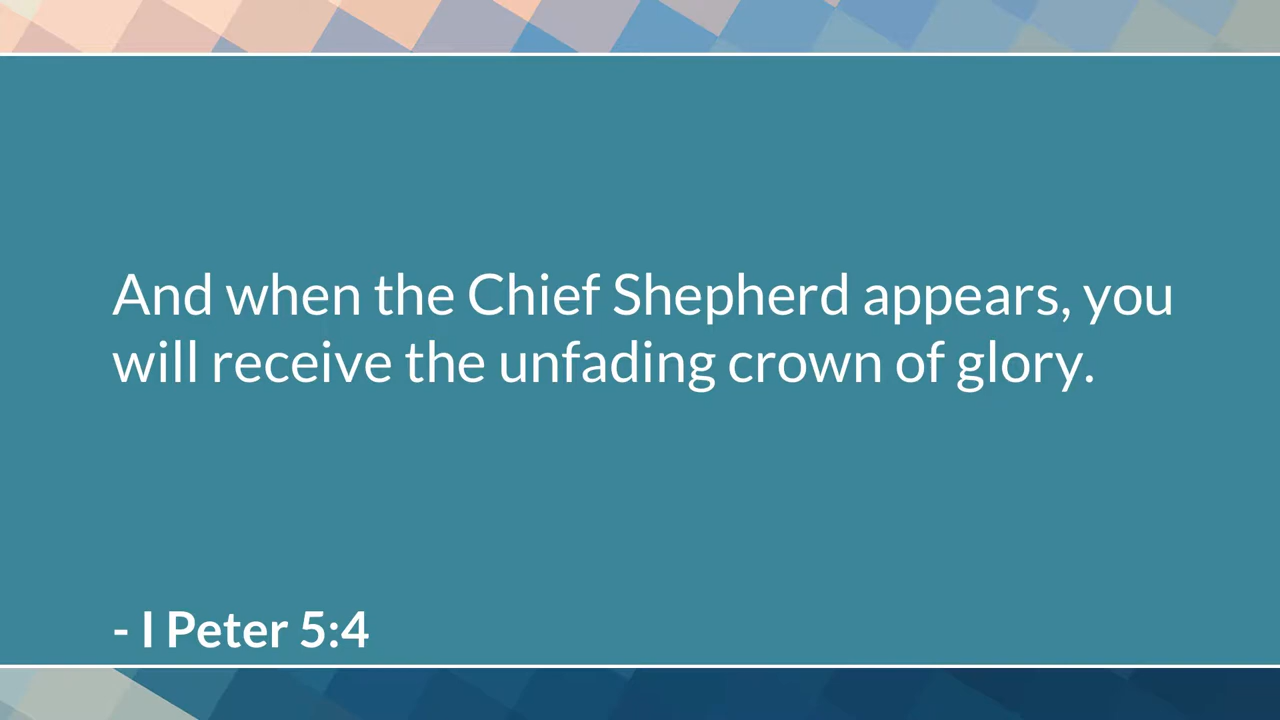 And when the Chief Shepherd appears, you
will receive the unfading crown of glory.
- I Peter 5:4